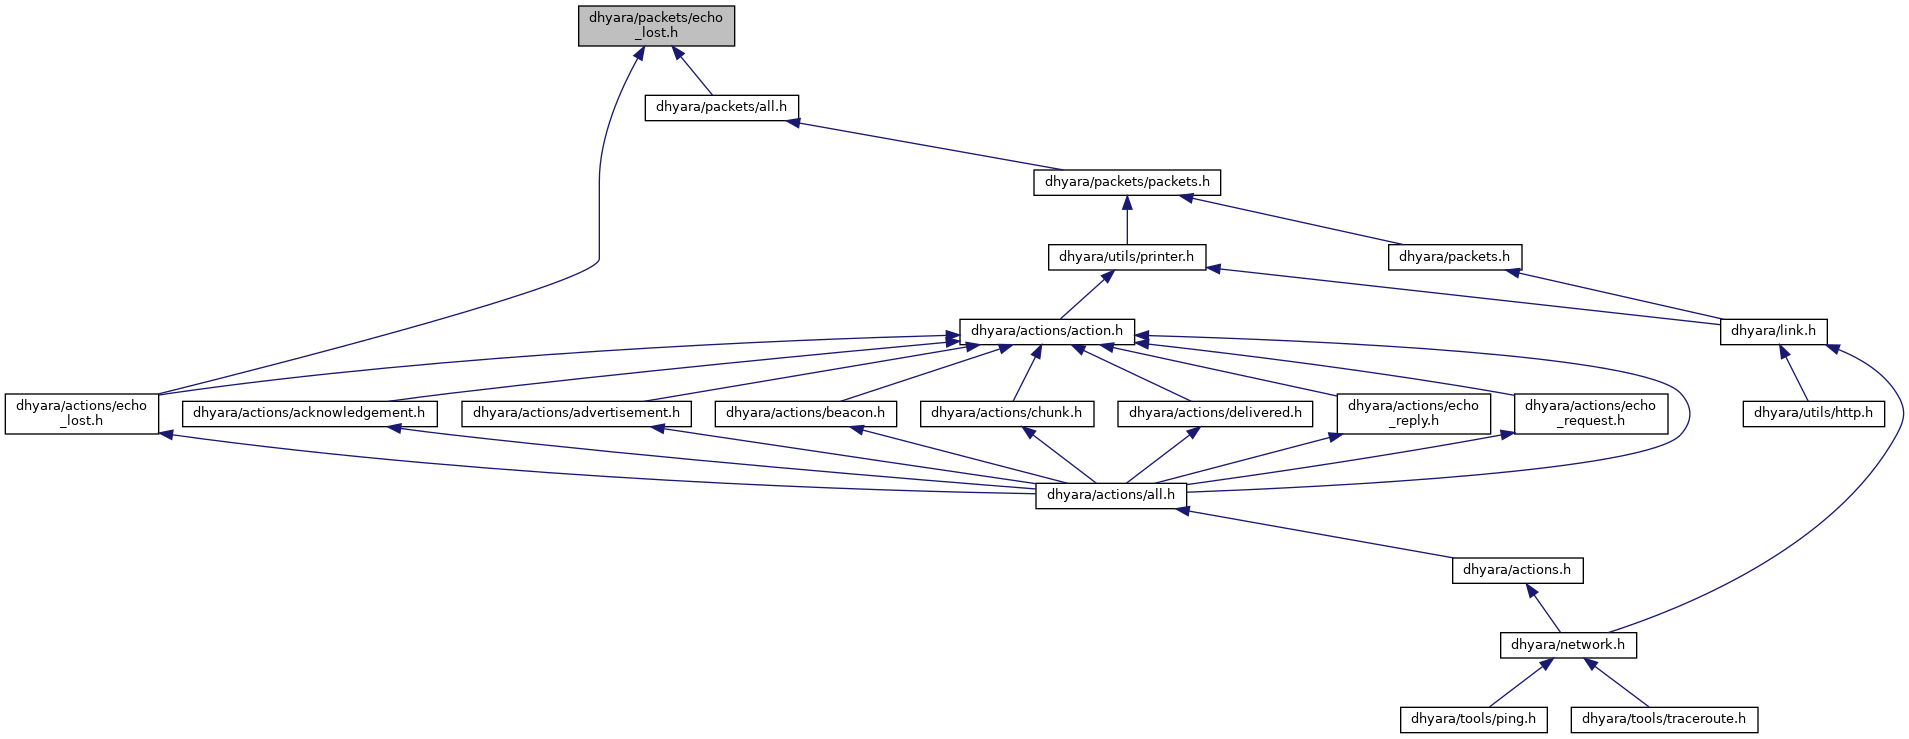 dhyara/packets/echo
_lost.h
dhyara/packets/all.h
dhyara/packets/packets.h
dhyara/utils/printer.h
dhyara/packets.h
dhyara/actions/action.h
dhyara/link.h
dhyara/actions/echo
_lost.h
dhyara/actions/acknowledgement.h
dhyara/actions/advertisement.h
dhyara/actions/beacon.h
dhyara/actions/chunk.h
dhyara/actions/delivered.h
dhyara/actions/echo
_reply.h
dhyara/actions/echo
_request.h
dhyara/utils/http.h
dhyara/actions/all.h
dhyara/actions.h
dhyara/network.h
dhyara/tools/ping.h
dhyara/tools/traceroute.h